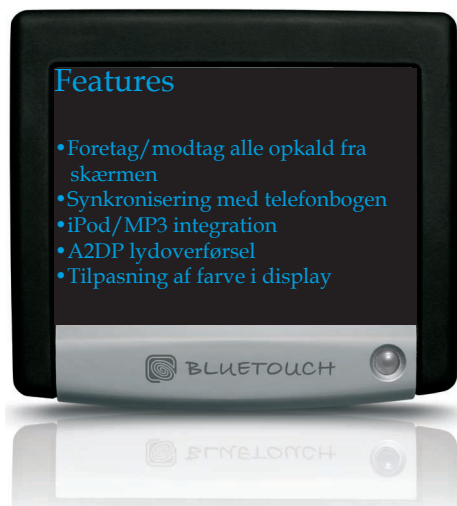 Features
•Foretag/modtag alle opkald fra
skærmen
•Synkronisering med telefonbogen
•iPod/MP3 integration
•A2DP lydoverførsel
•Tilpasning af farve i display
BLUETOUCH